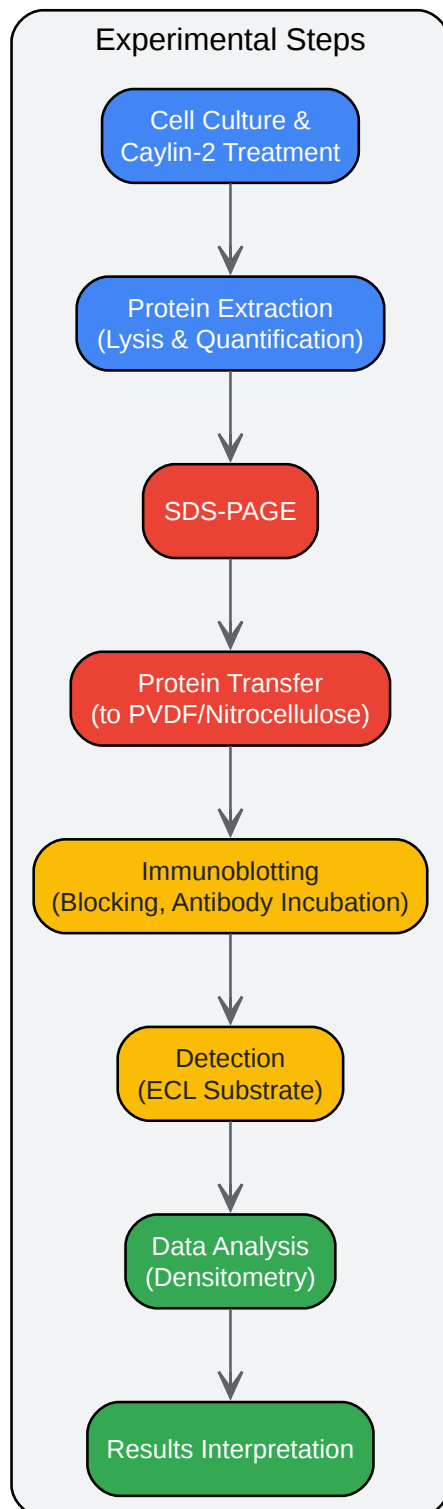 Experimental Steps
Cell Culture &
Caylin-2 Treatment
Protein Extraction
(Lysis & Quantification)
SDS-PAGE
Protein Transfer
(to PVDF/Nitrocellulose)
Immunoblotting
(Blocking, Antibody Incubation)
Detection
(ECL Substrate)
Data Analysis
(Densitometry)
Results Interpretation